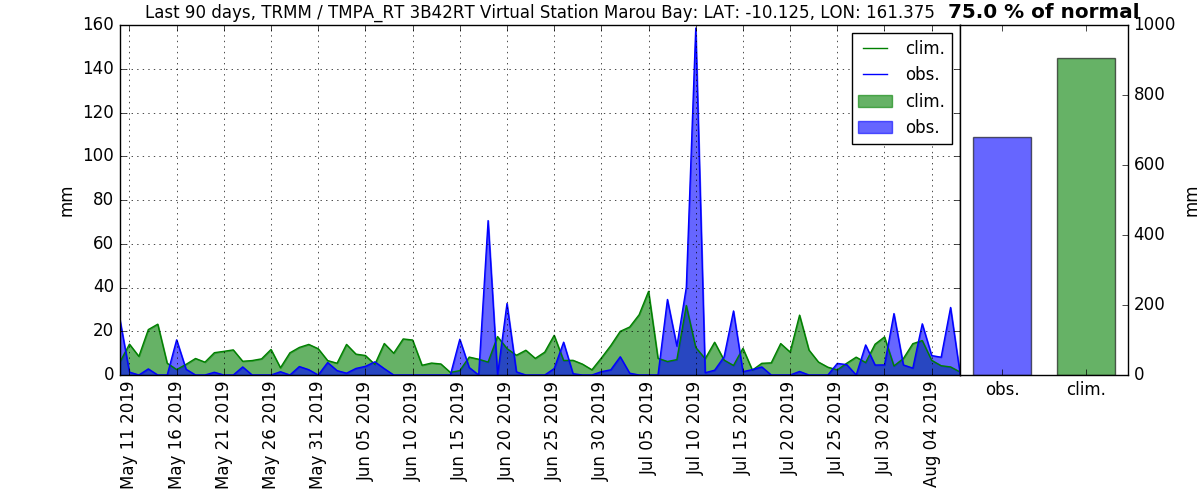 Last 90 days, TRMM / TMPA_RT 3B42RT Virtual Station Marou Bay: LAT: -10.125, LON: 161.375
75.0 % of normal
160
140
120
100
80
60
40
20
0
mm
clim.
obs.
clim.
obs.
May 11 2019
May 16 2019
May 21 2019
May 26 2019
May 31 2019
Jun 05 2019
Jun 10 2019
Jun 15 2019
Jun 20 2019
Jun 25 2019
Jun 30 2019
Jul 05 2019
Jul 10 2019
Jul 15 2019
Jul 20 2019
Jul 25 2019
Jul 30 2019
Aug 04 2019
1000
800
600
400
200
0
mm
obs.
clim.